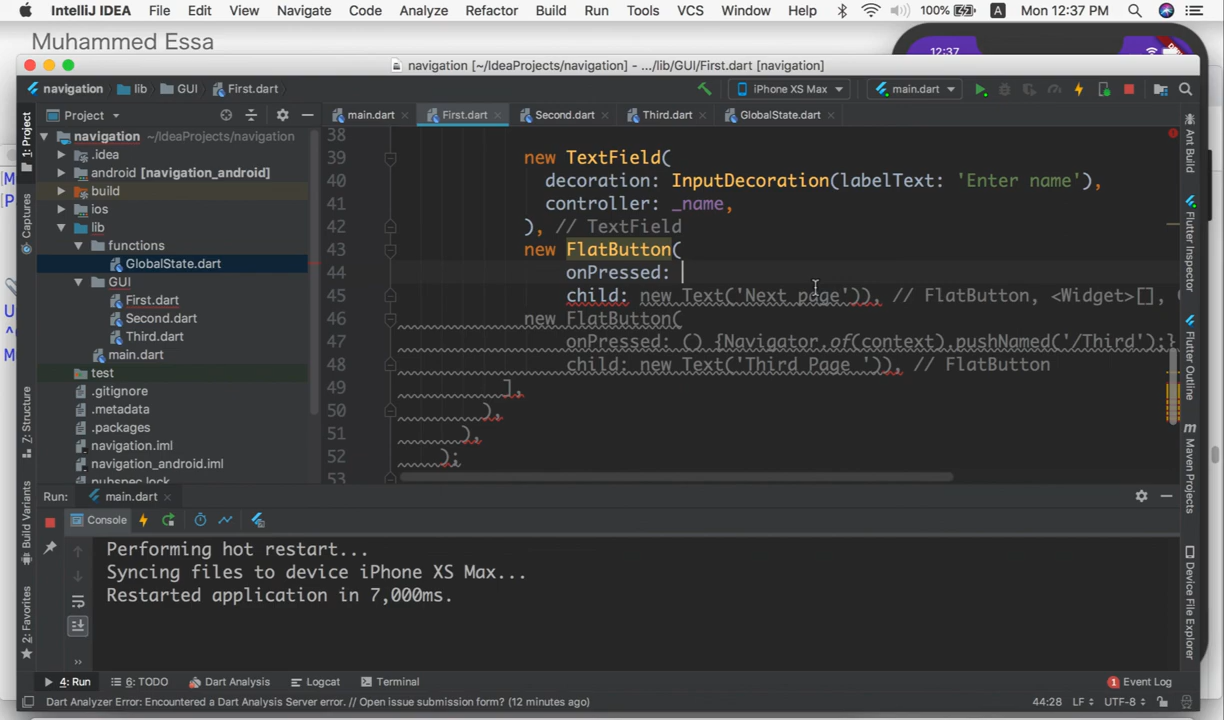 IntelliJ IDEA File Edit View Navigate Code Analyze Refactor Build Run Tools VCS Window Help 100% A Mon 12:37 PM
Muhammed Essa
12:37
navigation [~/IdeaProjects/navigation] - .../lib/GUI/First.dart [navigation]
navigation lib GUI First.dart iPhone XS Max main.dart
Project main.dart First.dart Second.dart Third.dart GlobalState.dart
1: Project
Captures
Z: Structure
Build Variants
2: Favorites
navigation ~/IdeaProjects/navigation
.idea
android [navigation_android]
build
ios
lib
functions
GlobalState.dart
GUI
First.dart
Second.dart
Third.dart
main.dart
test
.gitignore
.metadata
.packages
navigation.iml
navigation_android.iml
pubspec.lock
38
39 new TextField(
40 decoration: InputDecoration(labelText: 'Enter name'),
41 controller: _name,
42 ), // TextField
43 new FlatButton(
44 onPressed:
45 child: new Text('Next page')), // FlatButton, <Widget>[],
46 new FlatButton(
47 onPressed: () {Navigator.of(context).pushNamed('/Third');}
48 child: new Text('Third Page ')), // FlatButton
49 ],
50 ),
51 ),
52 );
53
Ant Build
Flutter Inspector
Flutter Outline
Maven Projects
Device File Explorer
Run: main.dart
Console
Performing hot restart...
Syncing files to device iPhone XS Max...
Restarted application in 7,000ms.
4: Run 6: TODO Dart Analysis Logcat Terminal 1 Event Log
Dart Analyzer Error: Encountered a Dart Analysis Server error. // Open issue submission form? (12 minutes ago) 44:28 LF UTF-8